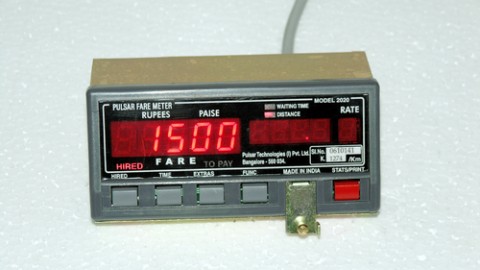 PULSAR FARE METER
MODEL 2020
RUPEES PAISE
WAITING TIME
DISTANCE
RATE
1500
HIRED FARE TO PAY
Pulsar Technologies (I) Pvt. Ltd.
Bangalore - 560 034.
Sl.No. 0610141
K. /Km
HIRED TIME EXTRAS FUNC MADE IN INDIA STATS/PRINT